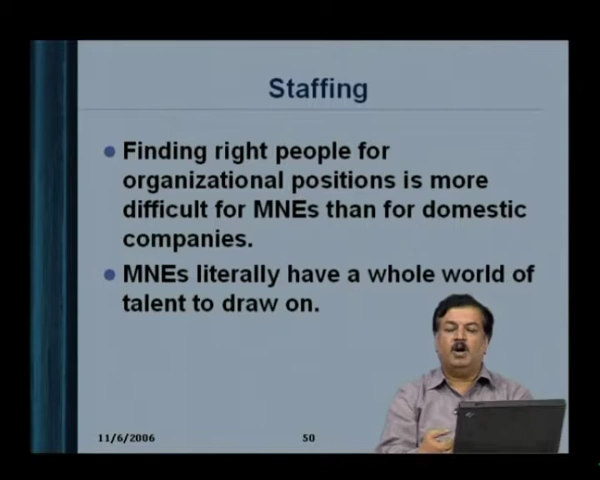 Staffing
Finding right people for
organizational positions is more
difficult for MNEs than for domestic
companies.
MNEs literally have a whole world of
talent to draw on.
11/6/2006
50